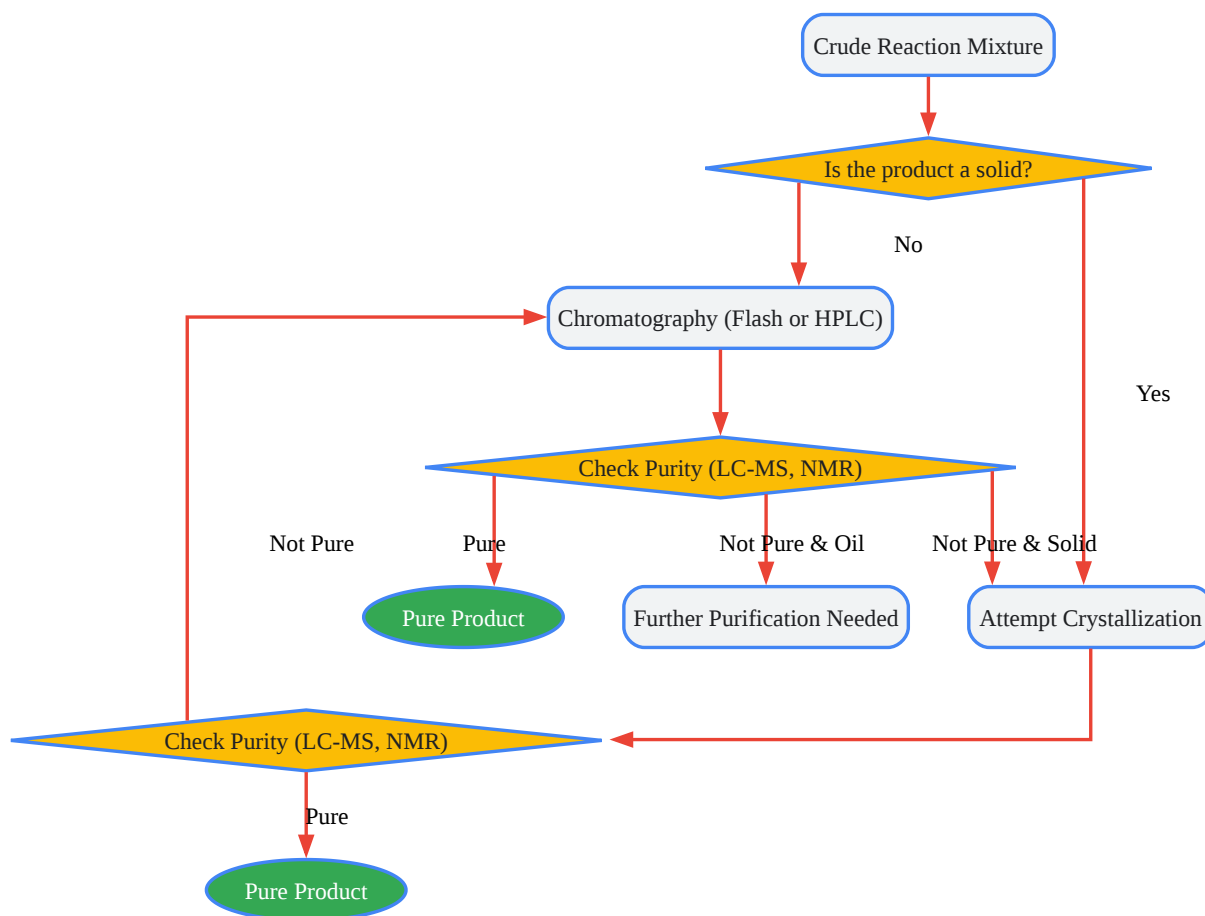 Crude Reaction Mixture
Is the product a solid?
No
Chromatography (Flash or HPLC)
Yes
Check Purity (LC-MS, NMR)
Not Pure
Pure
Not Pure & Oil
Not Pure & Solid
Pure Product
Further Purification Needed
Attempt Crystallization
Check Purity (LC-MS, NMR)
Pure
Pure Product